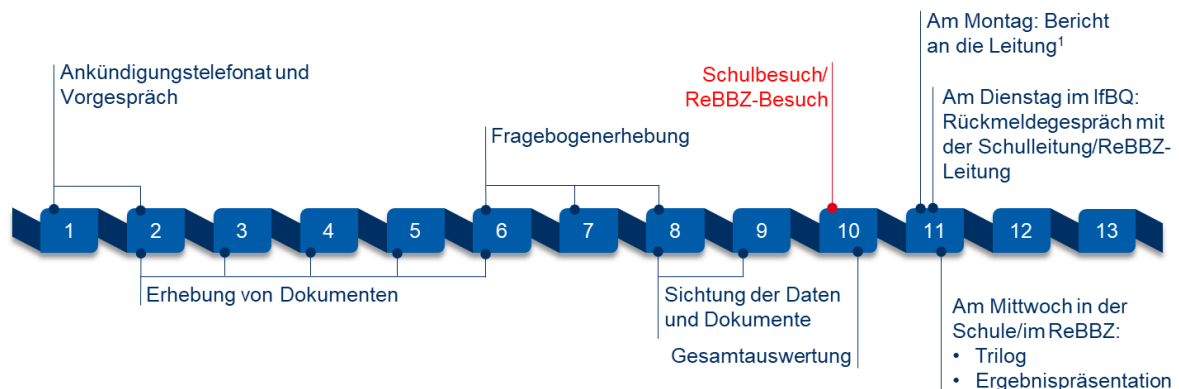 Ankündigungstelefonat und
Vorgespräch
Fragebogenerhebung
Schulbesuch/
ReBBZ-Besuch
Am Montag: Bericht
an die Leitung¹
Am Dienstag im IfBQ:
Rückmeldegespräch mit
der Schulleitung/ReBBZ-
Leitung
1 2 3 4 5 6 7 8 9 10 11 12 13
Erhebung von Dokumenten
Sichtung der Daten
und Dokumente
Gesamtauswertung
Am Mittwoch in der
Schule/im ReBBZ:
• Trilog
• Ergebnispräsentation